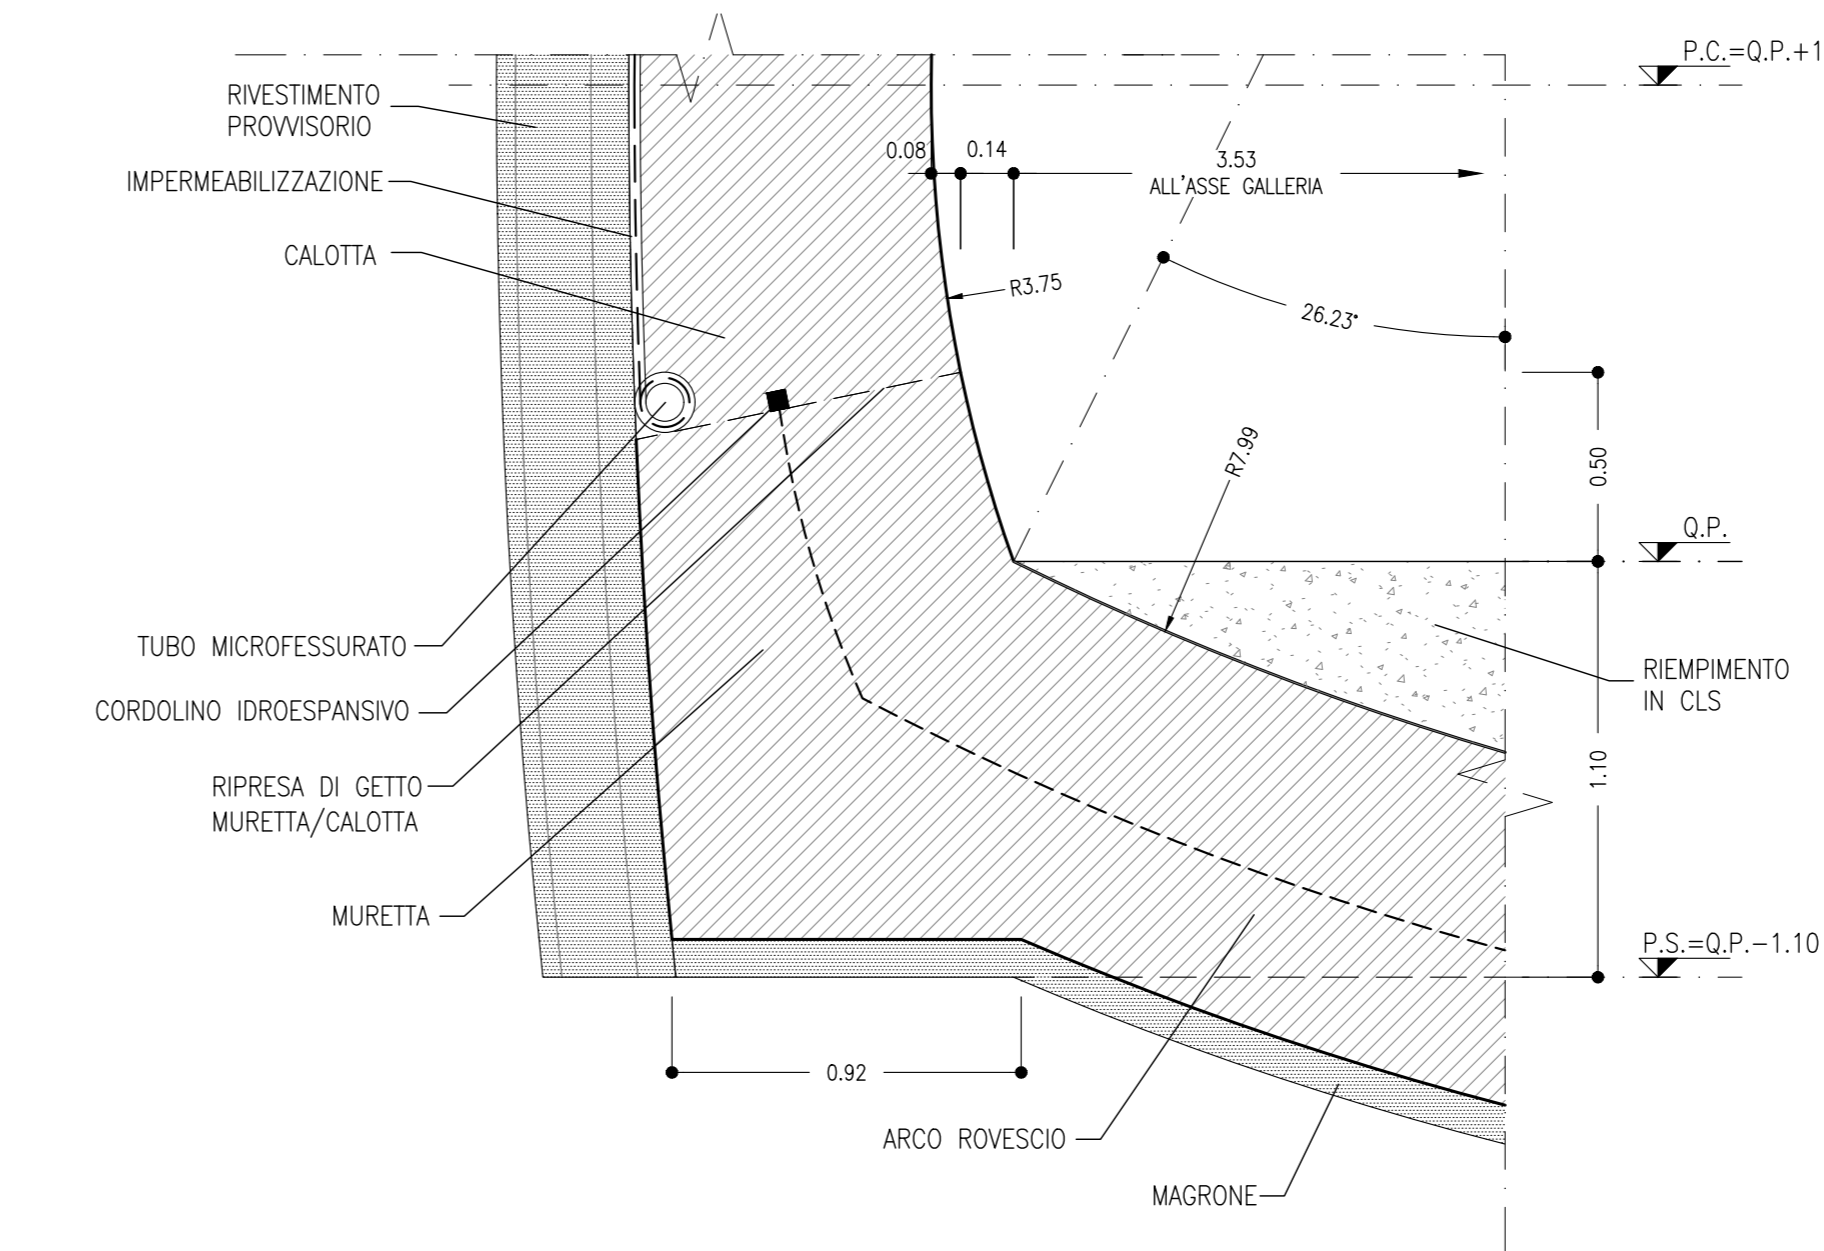 P.C.=Q.P.+1
RIVESTIMENTO
PROVVISORIO
0.08
0.14
3.53
ALL'ASSE GALLERIA
IMPERMEABILIZZAZIONE
CALOTTA
R3.75
26.23°
R7.99
0.50
Q.P.
TUBO MICROFESSURATO
RIEMPIMENTO
IN CLS
CORDOLINO IDROESPANSIVO
1.10
RIPRESA DI GETTO
MURETTA/CALOTTA
MURETTA
P.S.=Q.P.-1.10
0.92
ARCO ROVESCIO
MAGRONE